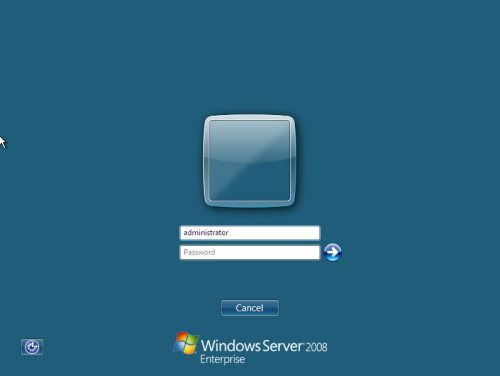 administrator
Password
Cancel
Windows Server 2008
Enterprise